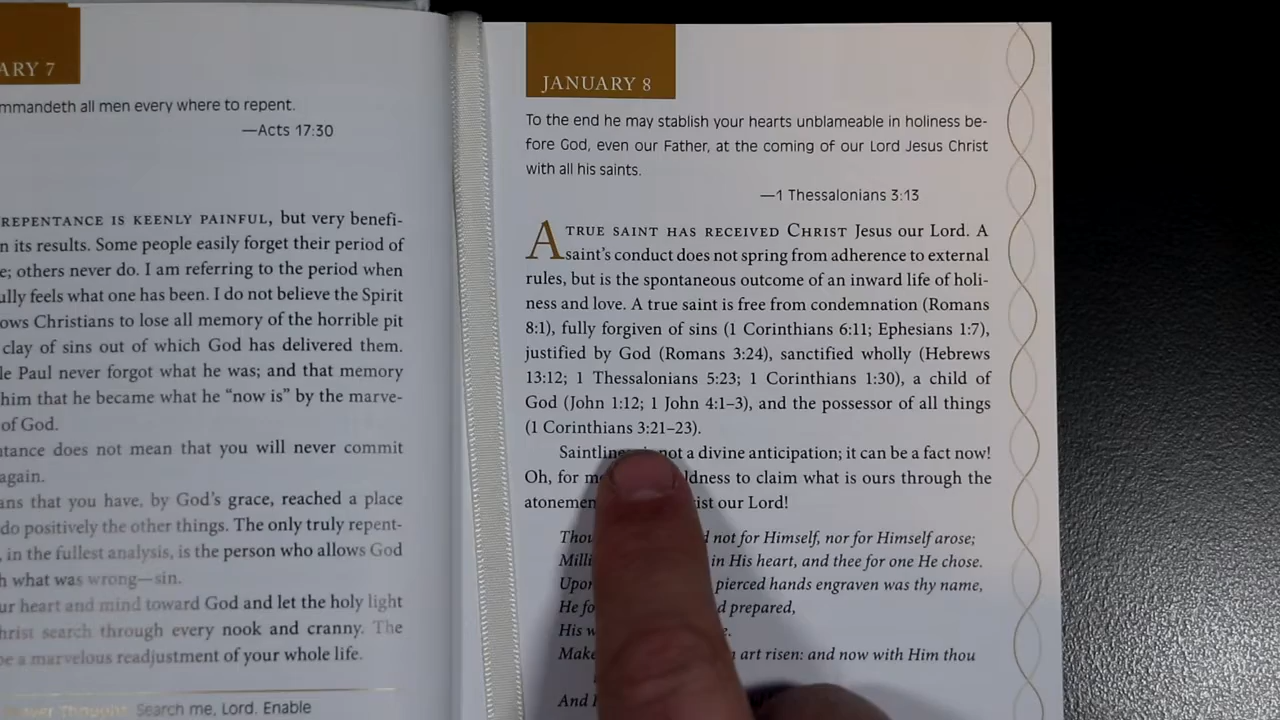 ARY 7
mmandeth all men every where to repent.
—Acts 17:30
REPENTANCE IS KEENLY PAINFUL, but very benefi-
n its results. Some people easily forget their period of
e; others never do. I am referring to the period when
ully feels what one has been. I do not believe the Spirit
ows Christians to lose all memory of the horrible pit
clay of sins out of which God has delivered them.
le Paul never forgot what he was; and that memory
him that he became what he “now is” by the marve-
of God.
ntance does not mean that you will never commit
again.
ans that you have, by God’s grace, reached a place
do positively the other things. The only truly repent-
, in the fullest analysis, is the person who allows God
h what was wrong—sin.
ur heart and mind toward God and let the holy light
hrist search through every nook and cranny. The
be a marvelous readjustment of your whole life.
Thought Search me, Lord. Enable
JANUARY 8
To the end he may stablish your hearts unblameable in holiness be-
fore God, even our Father, at the coming of our Lord Jesus Christ
with all his saints.
—1 Thessalonians 3:13
A TRUE SAINT HAS RECEIVED CHRIST Jesus our Lord. A
saint’s conduct does not spring from adherence to external
rules, but is the spontaneous outcome of an inward life of holi-
ness and love. A true saint is free from condemnation (Romans
8:1), fully forgiven of sins (1 Corinthians 6:11; Ephesians 1:7),
justified by God (Romans 3:24), sanctified wholly (Hebrews
13:12; 1 Thessalonians 5:23; 1 Corinthians 1:30), a child of
God (John 1:12; 1 John 4:1–3), and the possessor of all things
(1 Corinthians 3:21–23).
not a divine anticipation; it can be a fact now!
Oh, for to claim what is ours through the
our Lord!
not for Himself, nor for Himself arose;
in His heart, and thee for one He chose.
Upon pierced hands engraven was thy name,
He prepared,
His
Make art risen: and now with Him thou
And